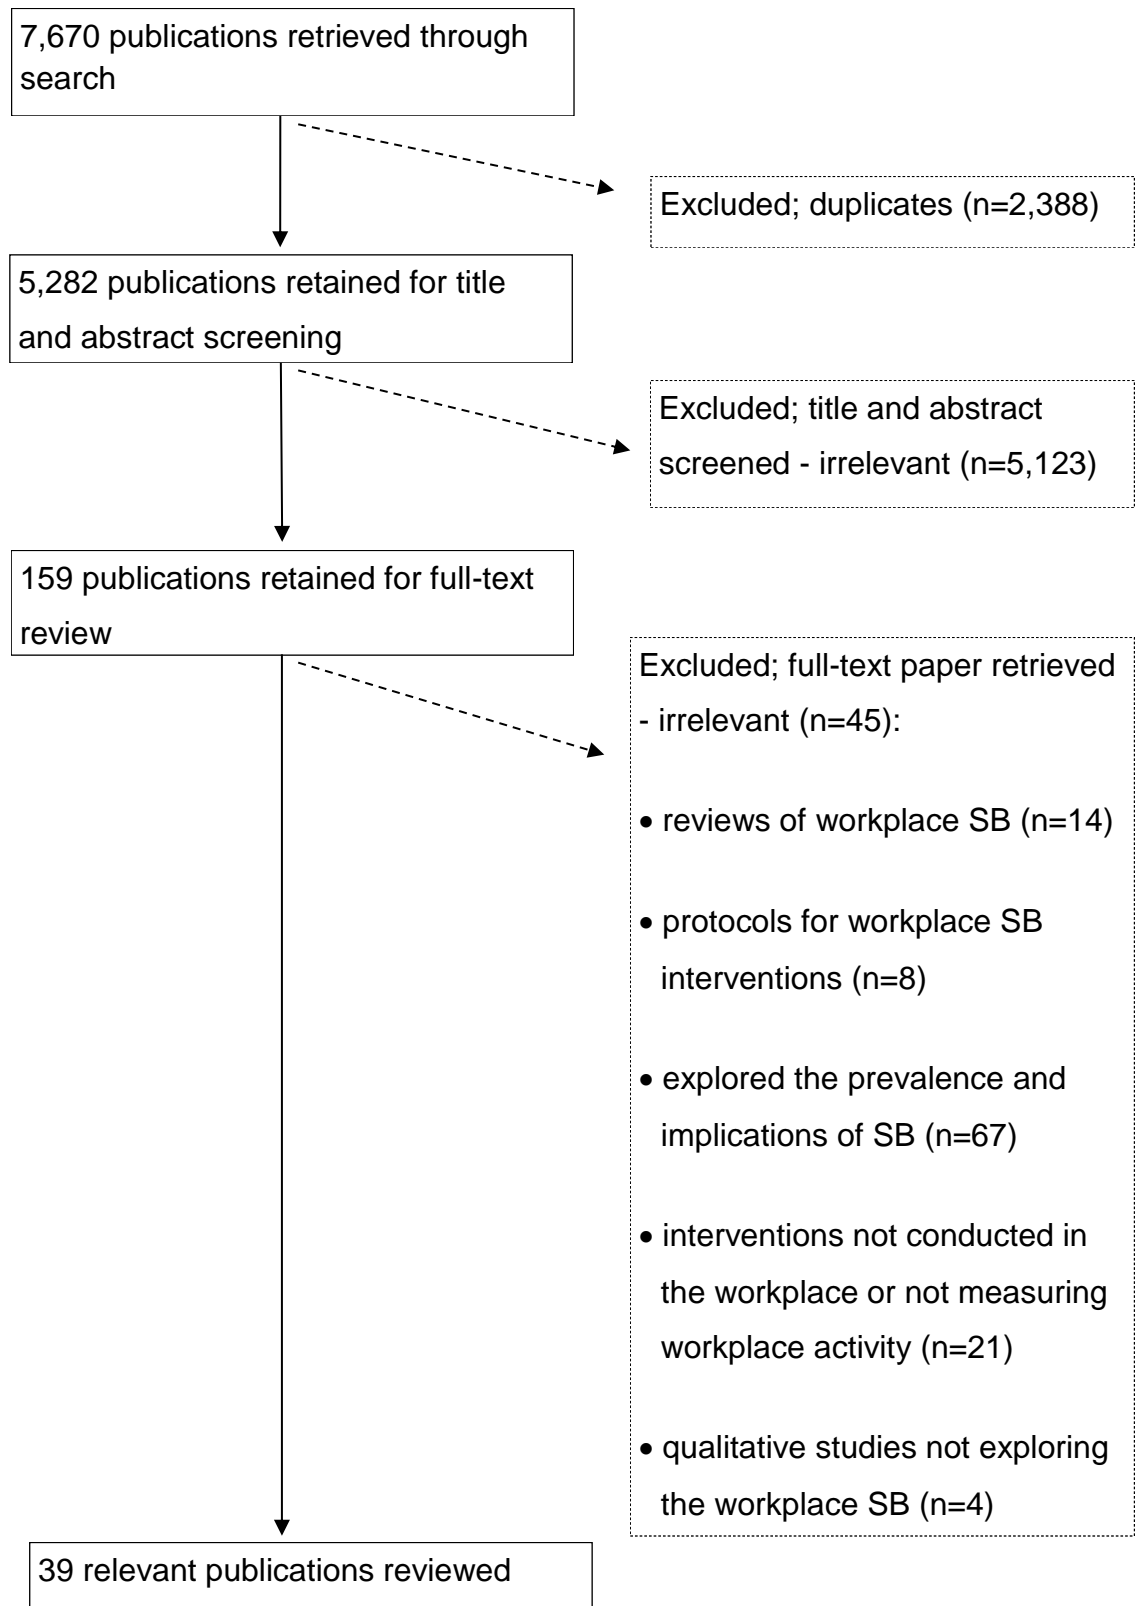 7,670 publications retrieved through
search
Excluded; duplicates (n=2,388)
5,282 publications retained for title
and abstract screening
Excluded; title and abstract
screened - irrelevant (n=5,123)
159 publications retained for full-text
review
Excluded; full-text paper retrieved
- irrelevant (n=45):
• reviews of workplace SB (n=14)
• protocols for workplace SB
interventions (n=8)
• explored the prevalence and
implications of SB (n=67)
• interventions not conducted in
the workplace or not measuring
workplace activity (n=21)
• qualitative studies not exploring
the workplace SB (n=4)
39 relevant publications reviewed